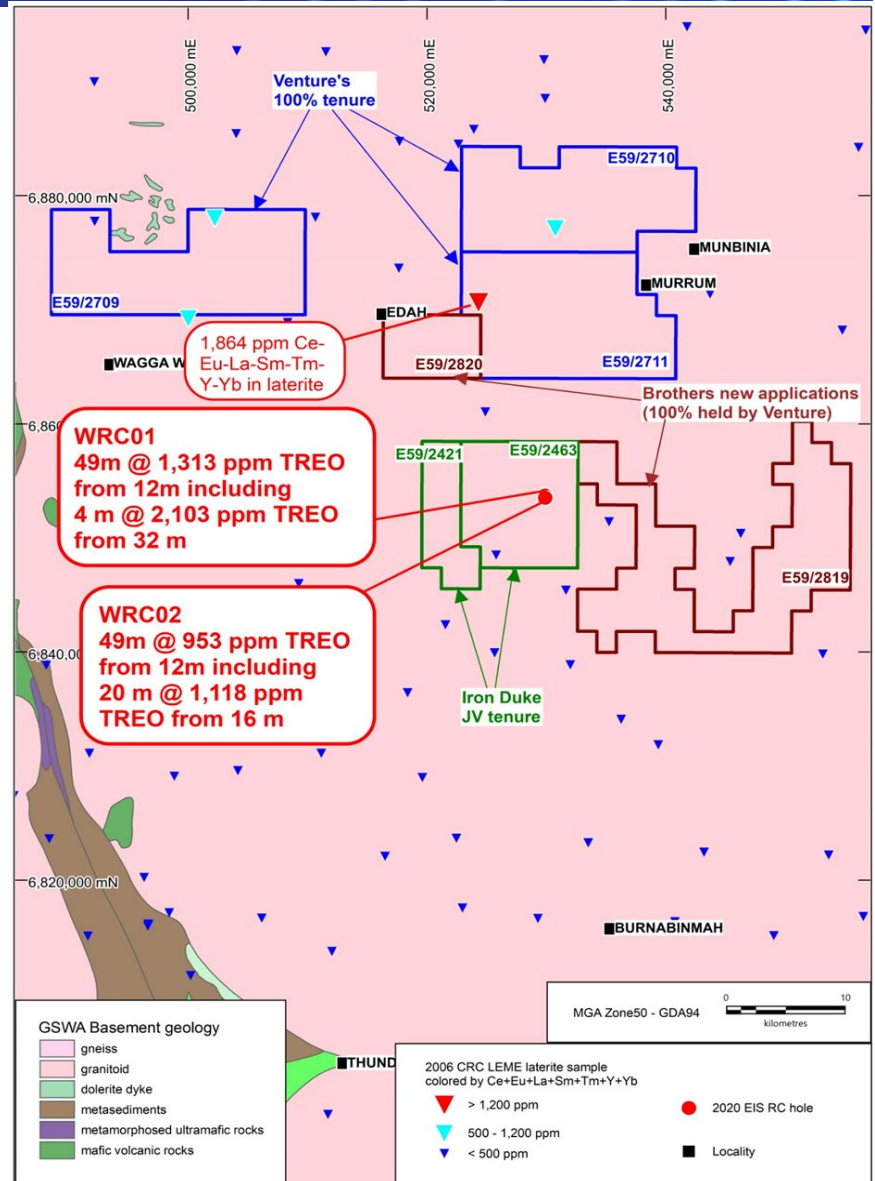 500,000 mE
520,000 mE
540,000 mE
Venture's
100% tenure
E59/2710
6,880,000 mN
MUNBINIA
MURRUM
E59/2709
EDAH
1,864 ppm Ce-
Eu-La-Sm-Tm-
Y-Yb in laterite
WAGGA W
E59/2820
E59/2711
Brothers new applications
(100% held by Venture)
6,860
WRC01
49m @ 1,313 ppm TREO
from 12m including
4 m @ 2,103 ppm TREO
from 32 m
E59/2421
E59/2463
E59/2819
WRC02
49m @ 953 ppm TREO
from 12m including
20 m @ 1,118 ppm
TREO from 16 m
6,840,00
Iron Duke
JV tenure
6,820,000 mN
BURNABINMAH
MGA Zone50 - GDA94
0
10
kilometres
THUND
GSWA Basement geology
gneiss
granitoid
dolerite dyke
metasediments
metamorphosed ultramafic rocks
mafic volcanic rocks
2006 CRC LEME laterite sample
colored by Ce+Eu+La+Sm+Tm+Y+Yb
> 1,200 ppm
500 - 1,200 ppm
< 500 ppm
2020 EIS RC hole
Locality